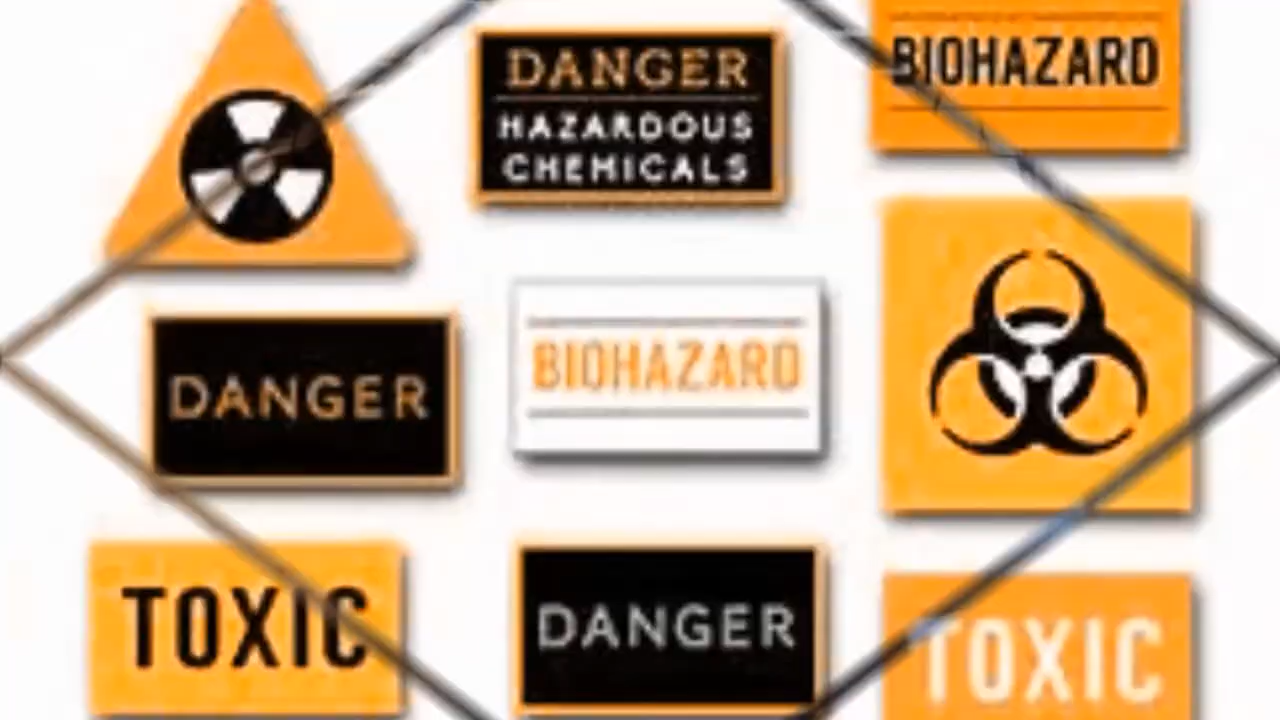 DANGER
HAZARDOUS
CHEMICALS
BIOHAZARD
DANGER
BIOHAZARD
TOXIC
DANGER
TOXIC